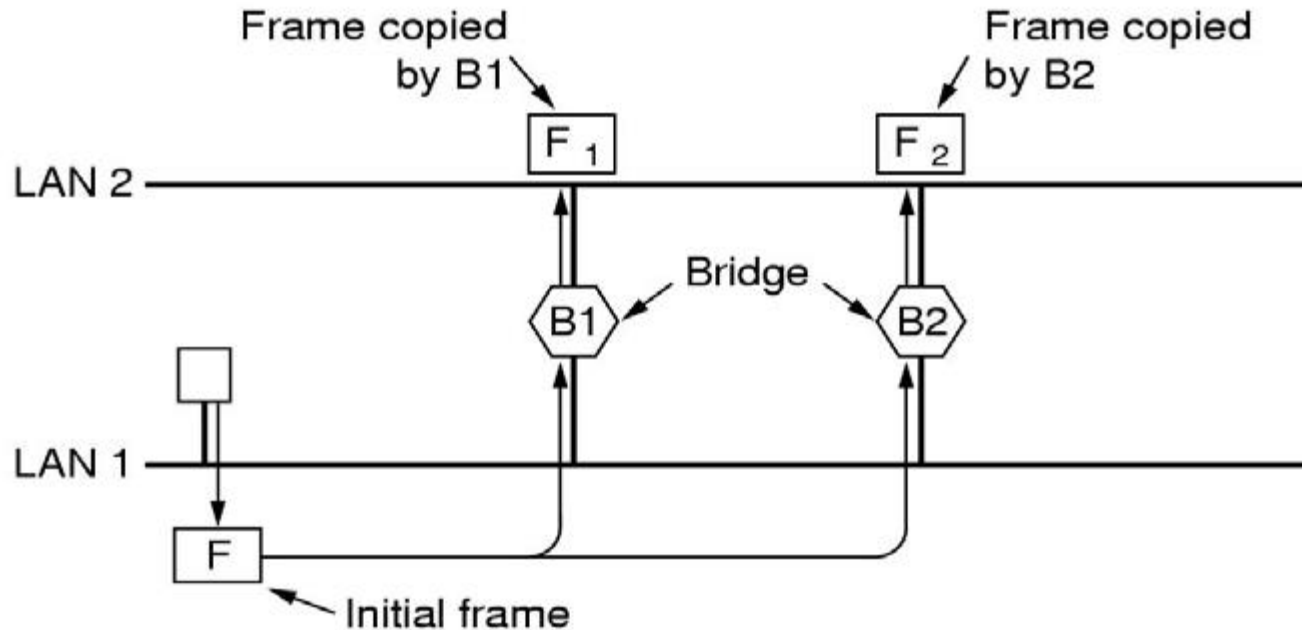 Frame copied
by B1
Frame copied
by B2
F 1
F 2
LAN 2
Bridge
B1
B2
LAN 1
F
Initial frame